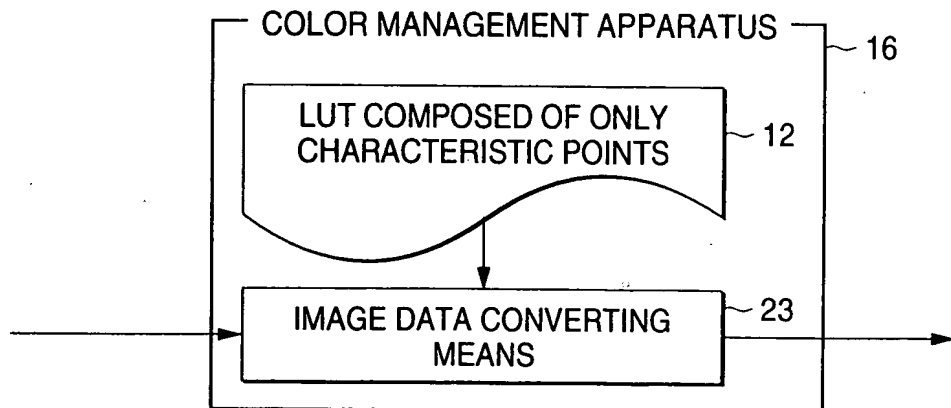 COLOR MANAGEMENT APPARATUS
16
LUT COMPOSED OF ONLY
CHARACTERISTIC POINTS
12
IMAGE DATA CONVERTING
MEANS
23